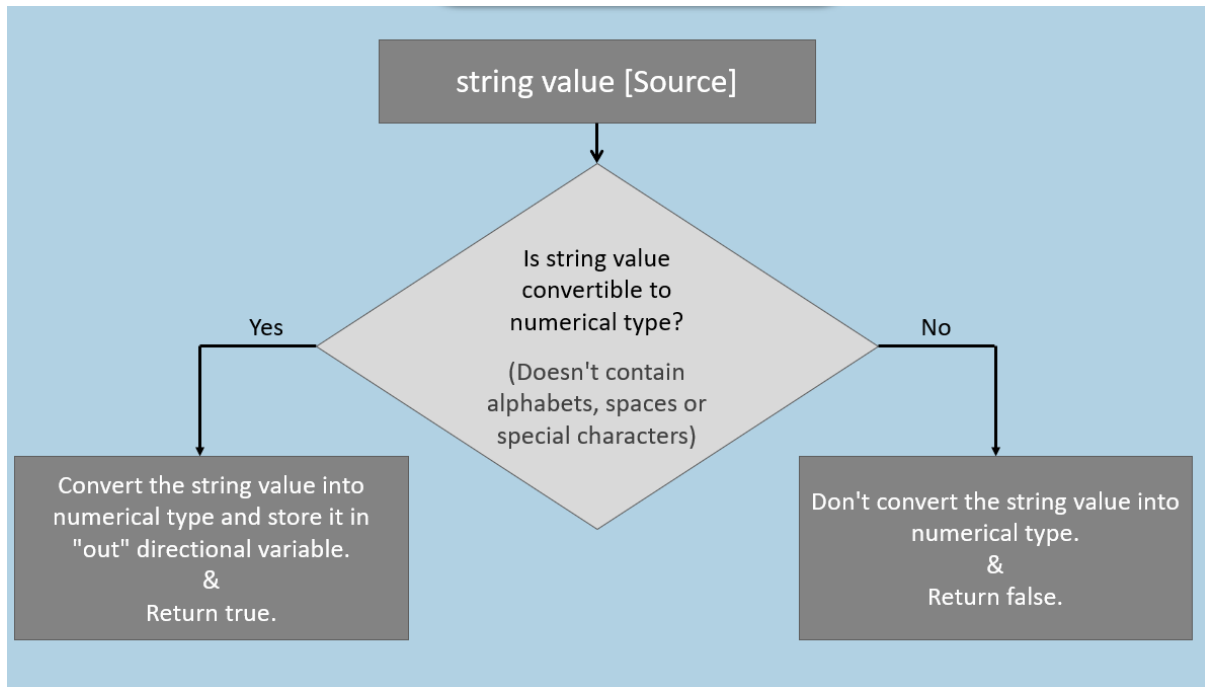 string value [Source]
Is string value
convertible to
numerical type?
(Doesn't contain
alphabets, spaces or
special characters)
Yes
No
Convert the string value into
numerical type and store it in
"out" directional variable.
&
Return true.
Don't convert the string value into
numerical type.
&
Return false.